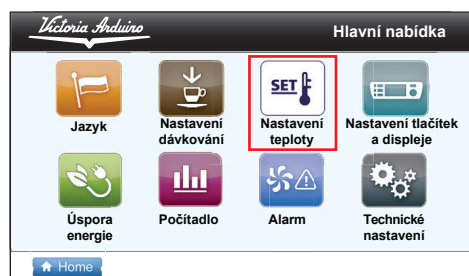 Victoria Arduino
Hlavní nabídka
SET
Jazyk
Nastavení
dávkování
Nastavení
teploty
Nastavení tlačítek
a displeje
Úspora
energie
Počítadlo
Alarm
Technické
nastavení
Home